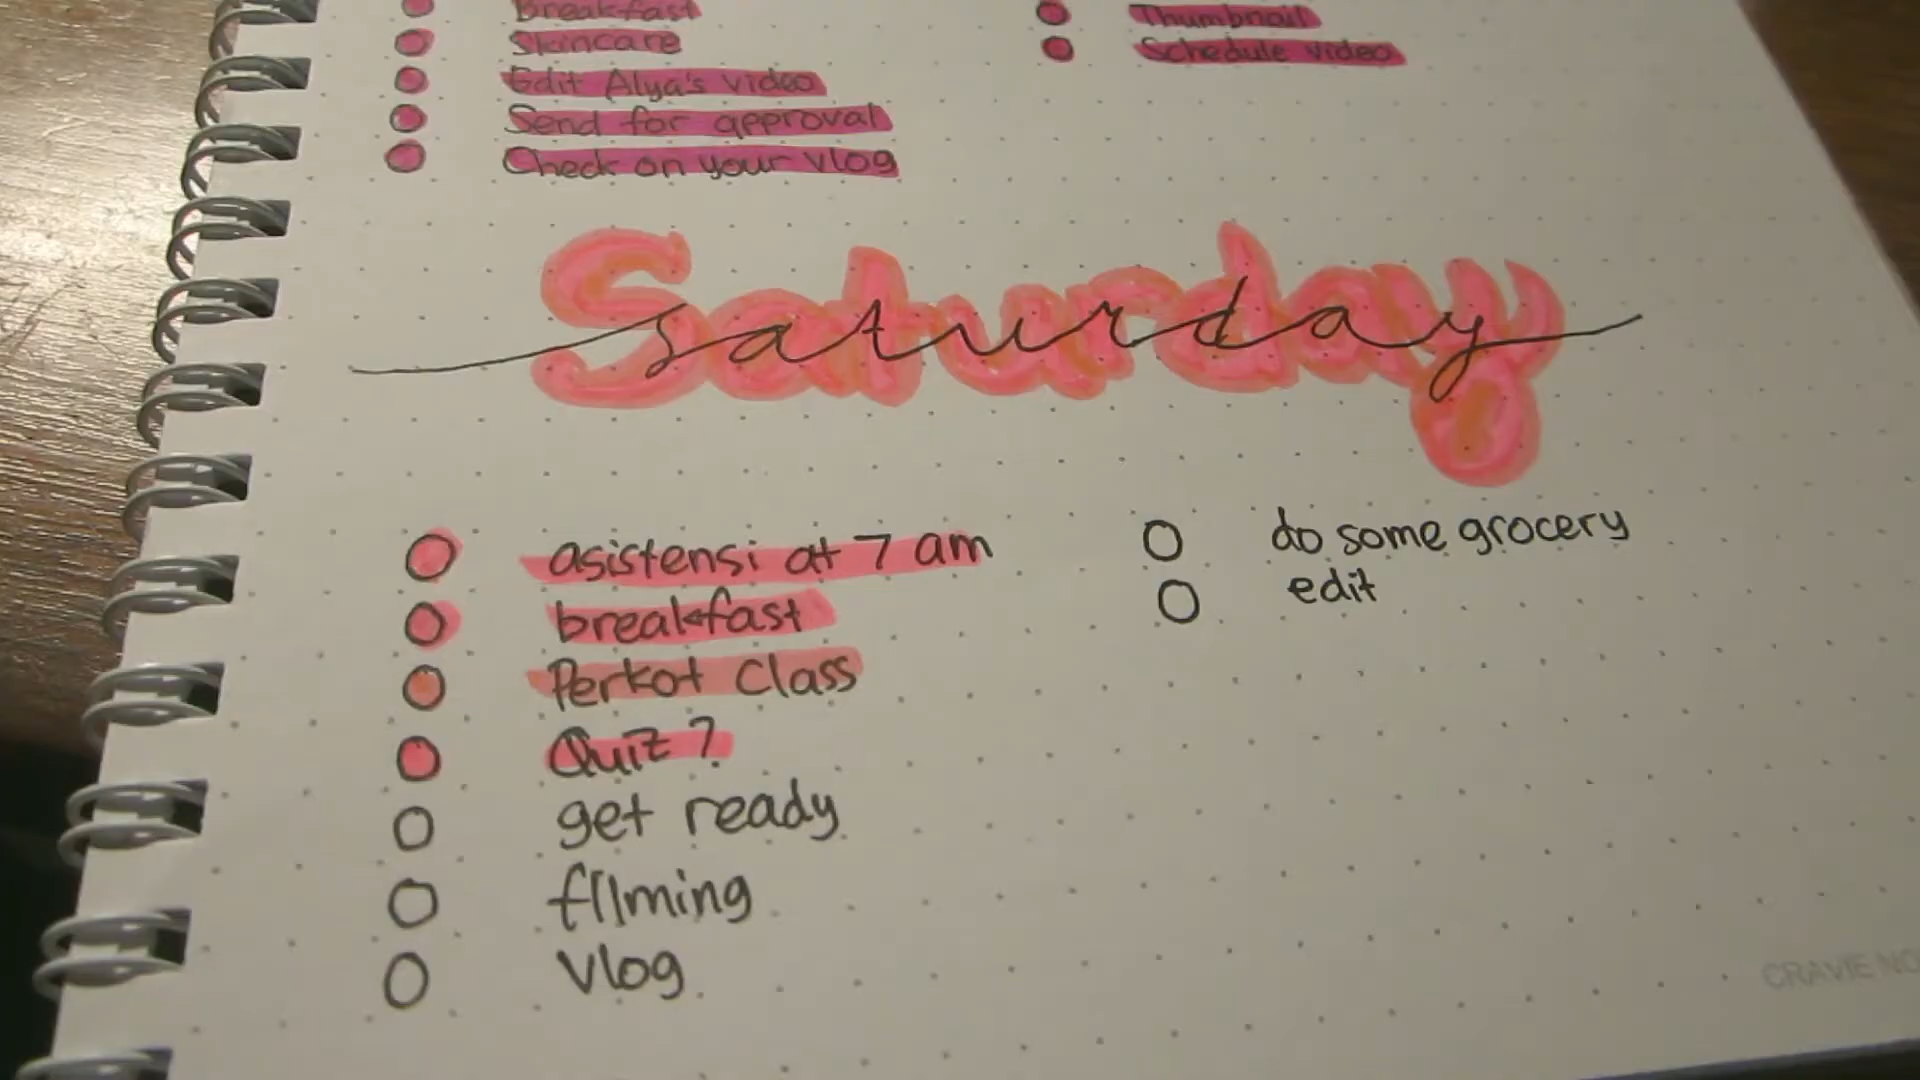 Breakfast
Skincare
Edit Alya's video
Send for approval
Check on your vlog
Thumbnail
Schedule video
Saturday
saturday
asistensi at 7 am
breakfast
Perkot Class
Quiz?
get ready
filming
Vlog
do some grocery
edit
CRAVIE